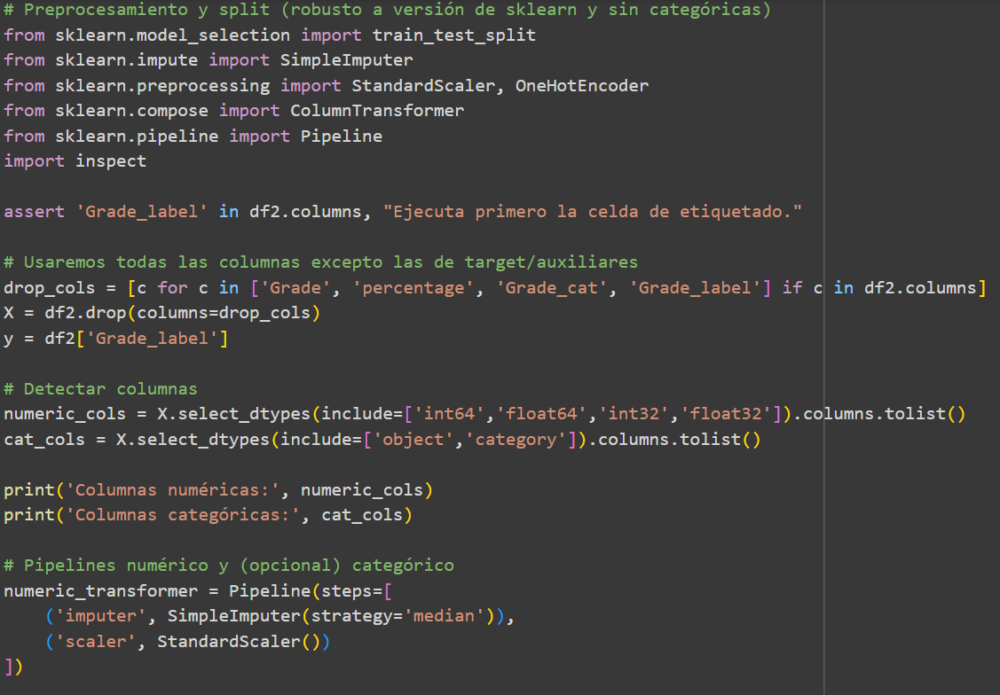 # Preprocesamiento y split (robusto a versión de sklearn y sin categóricas)
from sklearn.model_selection import train_test_split
from sklearn.impute import SimpleImputer
from sklearn.preprocessing import StandardScaler, OneHotEncoder
from sklearn.compose import ColumnTransformer
from sklearn.pipeline import Pipeline
import inspect

assert 'Grade_label' in df2.columns, "Ejecuta primero la celda de etiquetado."

# Usaremos todas las columnas excepto las de target/auxiliares
drop_cols = [c for c in ['Grade', 'percentage', 'Grade_cat', 'Grade_label'] if c in df2.columns]
X = df2.drop(columns=drop_cols)
y = df2['Grade_label']

# Detectar columnas
numeric_cols = X.select_dtypes(include=['int64','float64','int32','float32']).columns.tolist()
cat_cols = X.select_dtypes(include=['object','category']).columns.tolist()

print('Columnas numéricas:', numeric_cols)
print('Columnas categóricas:', cat_cols)

# Pipelines numérico y (opcional) categórico
numeric_transformer = Pipeline(steps=[
    ('imputer', SimpleImputer(strategy='median')),
    ('scaler', StandardScaler())
])